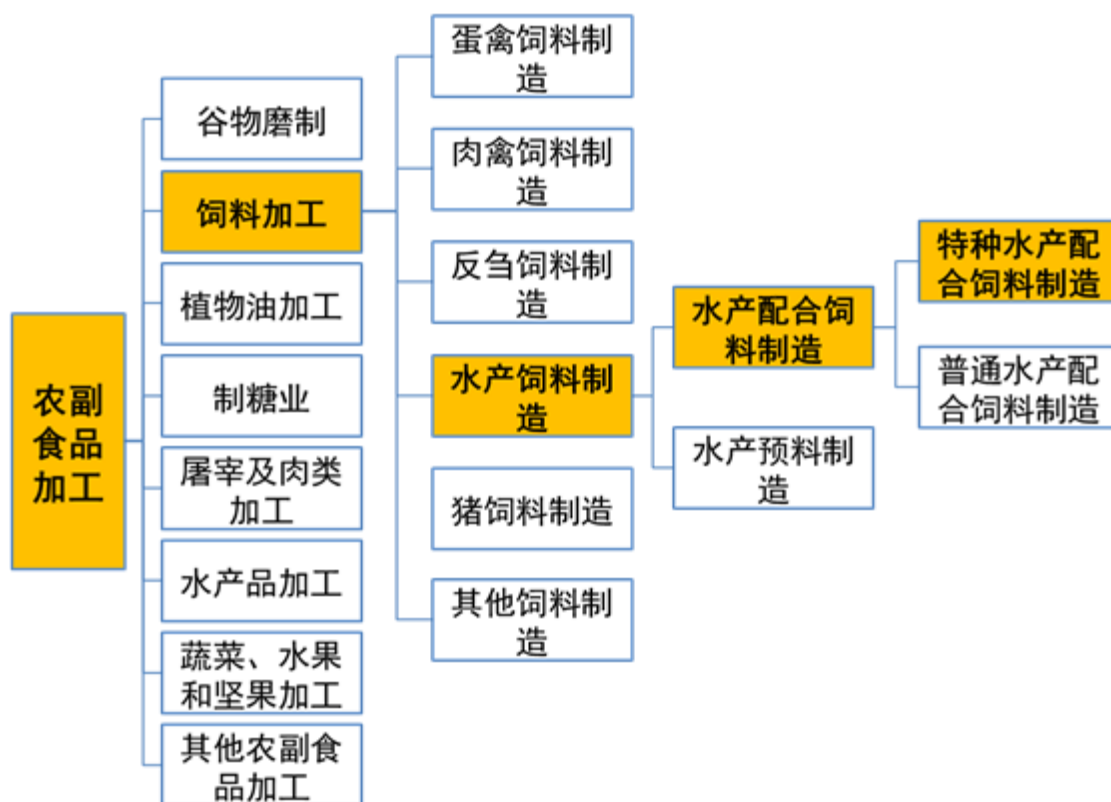 农副
食品
加工
谷物磨制
饲料加工
植物油加工
制糖业
屠宰及肉类
加工
水产品加工
蔬菜、水果
和坚果加工
其他农副食
品加工
蛋禽饲料制
造
肉禽饲料制
造
反刍饲料制
造
水产饲料制
造
猪饲料制造
其他饲料制
造
水产配合饲
料制造
水产预料制
造
特种水产配
合饲料制造
普通水产配
合饲料制造